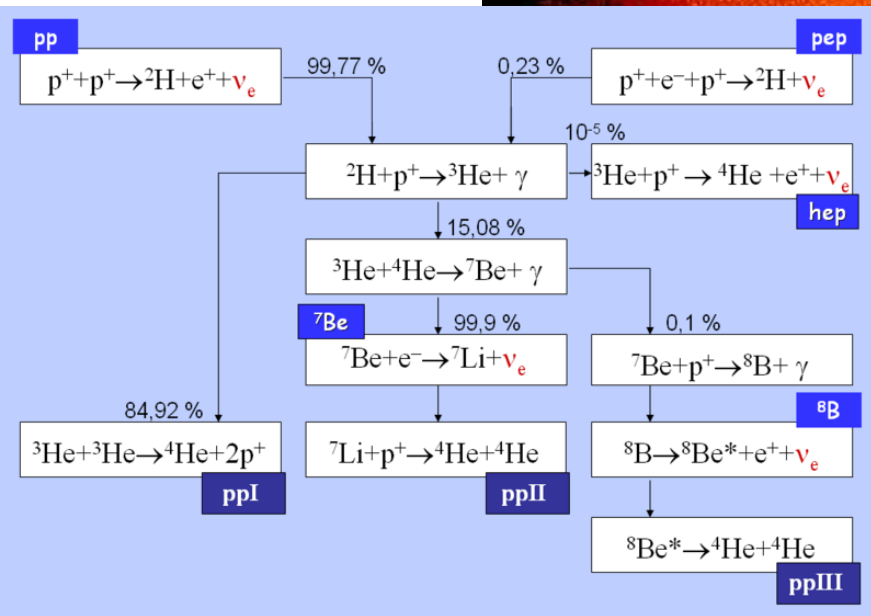 pp
pep
p⁺+p⁺→²H+e⁺+νₑ
99,77 %
0,23 %
p⁺+e⁻+p⁺→²H+νₑ
10⁻⁵ %
²H+p⁺→³He+ γ
³He+p⁺→ ⁴He +e⁺+νₑ
hep
15,08 %
³He+⁴He→⁷Be+ γ
⁷Be
99,9 %
0,1 %
⁷Be+e⁻→⁷Li+νₑ
⁷Be+p⁺→⁸B+ γ
84,92 %
⁸B
³He+³He→⁴He+2p⁺
⁷Li+p⁺→⁴He+⁴He
⁸B→⁸Be*+e⁺+νₑ
ppI
ppII
⁸Be*→⁴He+⁴He
ppIII